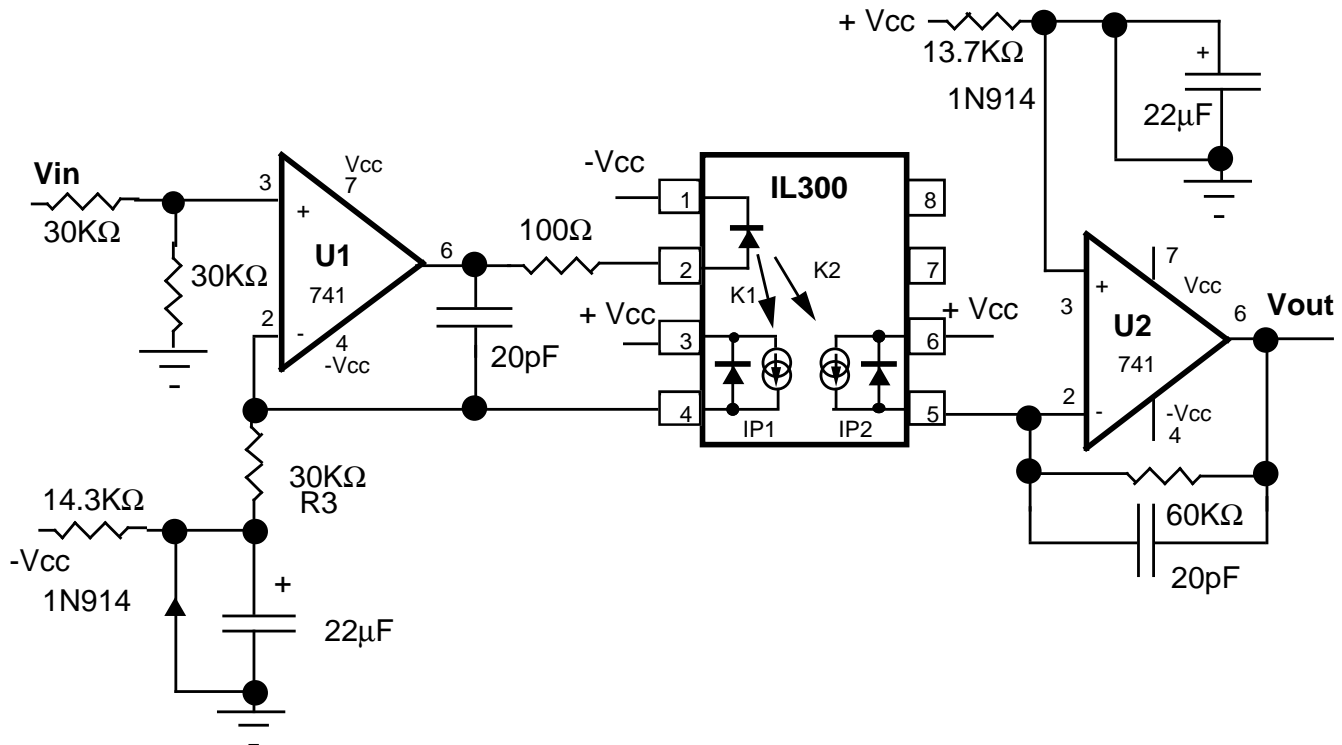 + Vcc
13.7KΩ
1N914
+
22µF
-Vcc
IL300
Vin
30KΩ
30KΩ
3
+
Vcc
7
U1
741
6
2
-
4
-Vcc
100Ω
20pF
+ Vcc
1
2
3
4
8
7
6
5
K1
K2
IP1
IP2
+ Vcc
7
Vcc
3
+
U2
741
6
Vout
2
-
-Vcc
4
60KΩ
20pF
30KΩ
R3
14.3KΩ
-Vcc
1N914
+
22µF